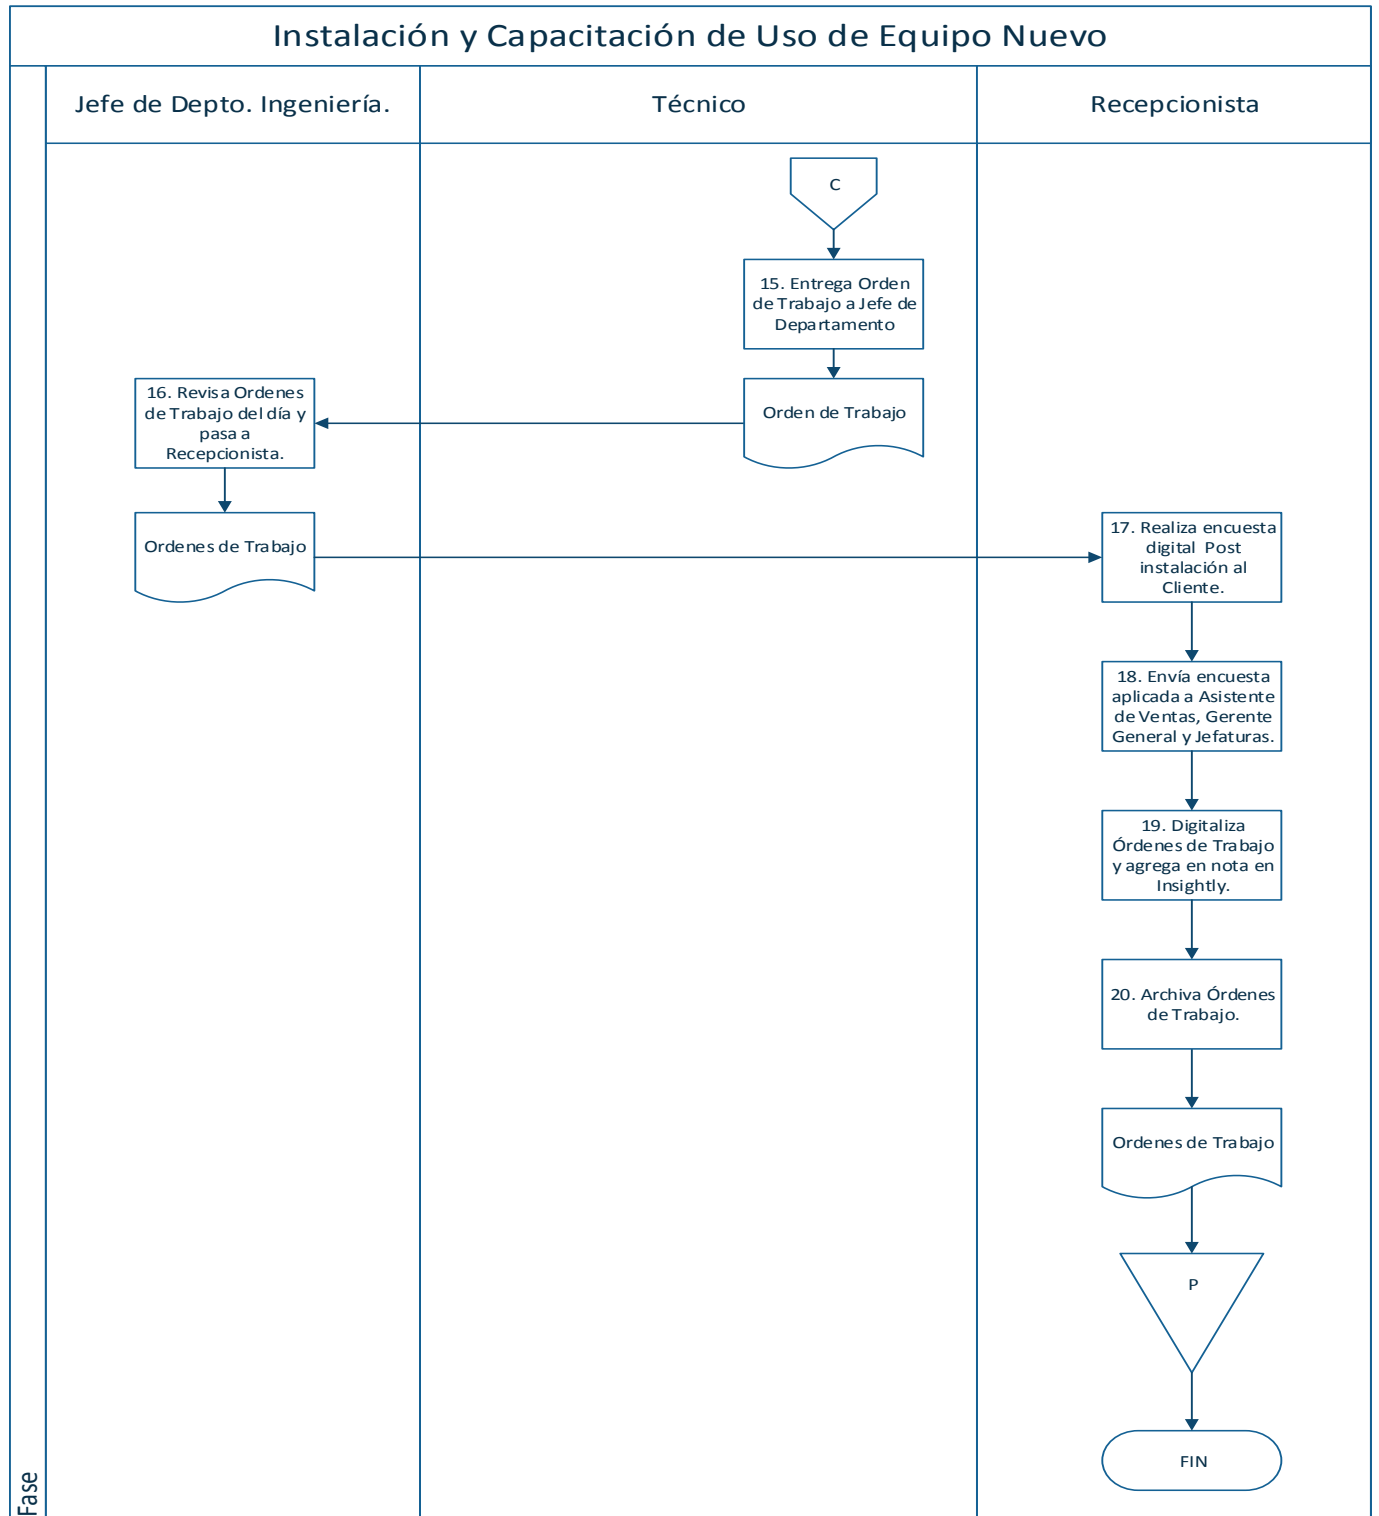 Instalación y Capacitación de Uso de Equipo Nuevo
Jefe de Depto. Ingeniería.
Técnico
Recepcionista
C
15. Entrega Orden
de Trabajo a Jefe de
Departamento
16. Revisa Ordenes
de Trabajo del día y
pasa a
Recepcionista.
Orden de Trabajo
Ordenes de Trabajo
17. Realiza encuesta
digital Post
instalación al
Cliente.
18. Envía encuesta
aplicada a Asistente
de Ventas, Gerente
General y Jefaturas.
19. Digitaliza
Órdenes de Trabajo
y agrega en nota en
Insightly.
20. Archiva Órdenes
de Trabajo.
Ordenes de Trabajo
P
FIN
Fase